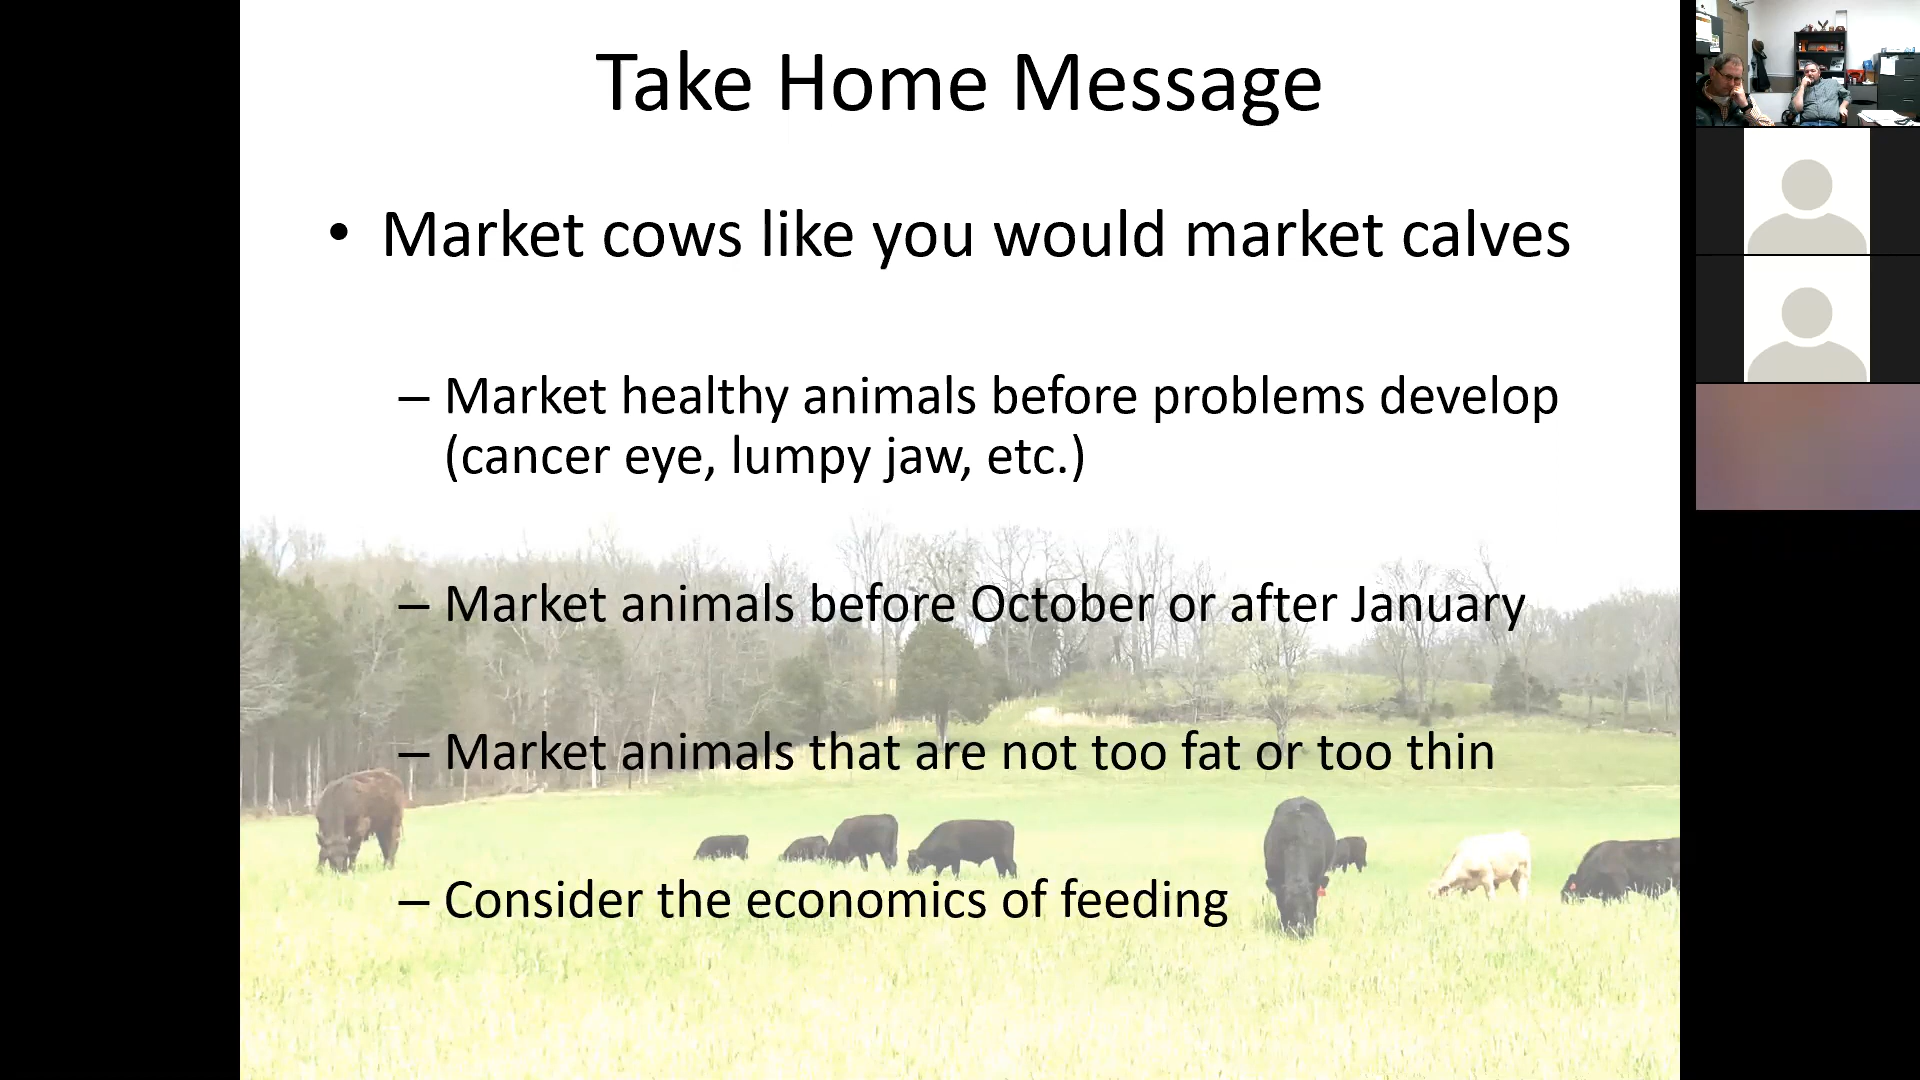 Take Home Message
• Market cows like you would market calves
– Market healthy animals before problems develop
(cancer eye, lumpy jaw, etc.)
– Market animals before October or after January
– Market animals that are not too fat or too thin
– Consider the economics of feeding